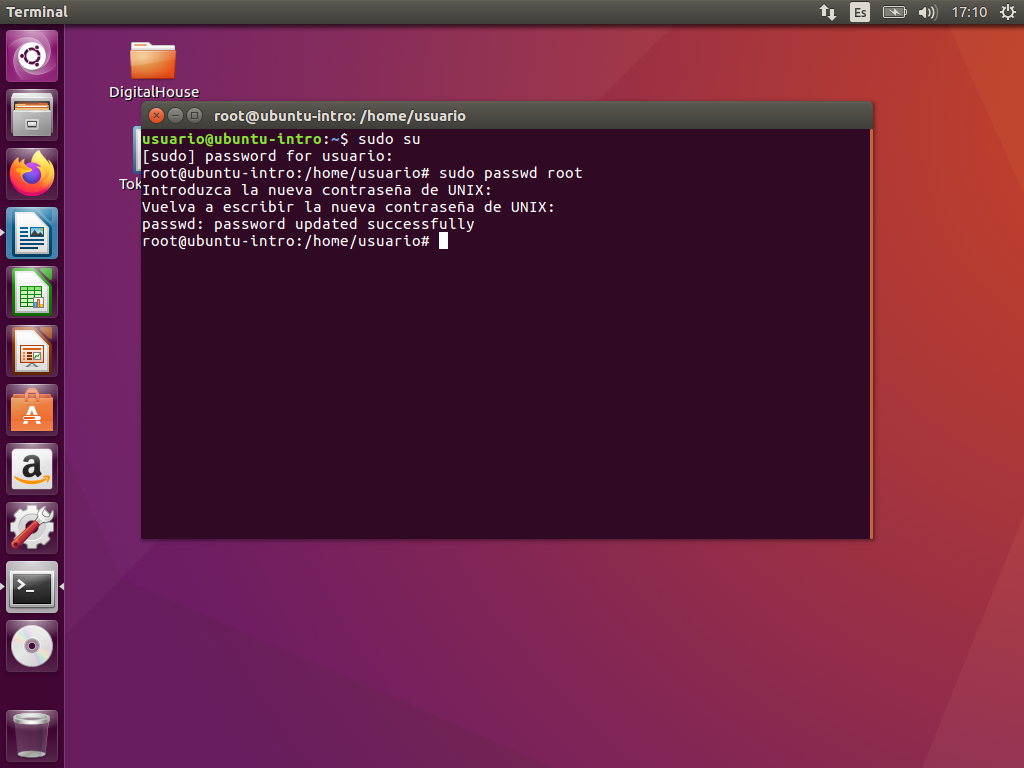 Terminal
Es
17:10
DigitalHouse
Tok
root@ubuntu-intro: /home/usuario
usuario@ubuntu-intro:~$ sudo su
[sudo] password for usuario:
root@ubuntu-intro:/home/usuario# sudo passwd root
Introduzca la nueva contraseña de UNIX:
Vuelva a escribir la nueva contraseña de UNIX:
passwd: password updated successfully
root@ubuntu-intro:/home/usuario#